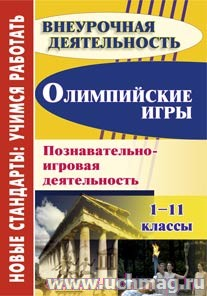 НОВЫЕ СТАНДАРТЫ: УЧИМСЯ РАБОТАТЬ
ВНЕУРОЧНАЯ
ДЕЯТЕЛЬНОСТЬ
ОЛИМПИЙСКИЕ
ИГРЫ
Познавательно-
игровая
деятельность
1–11
классы
www.uchmag.ru